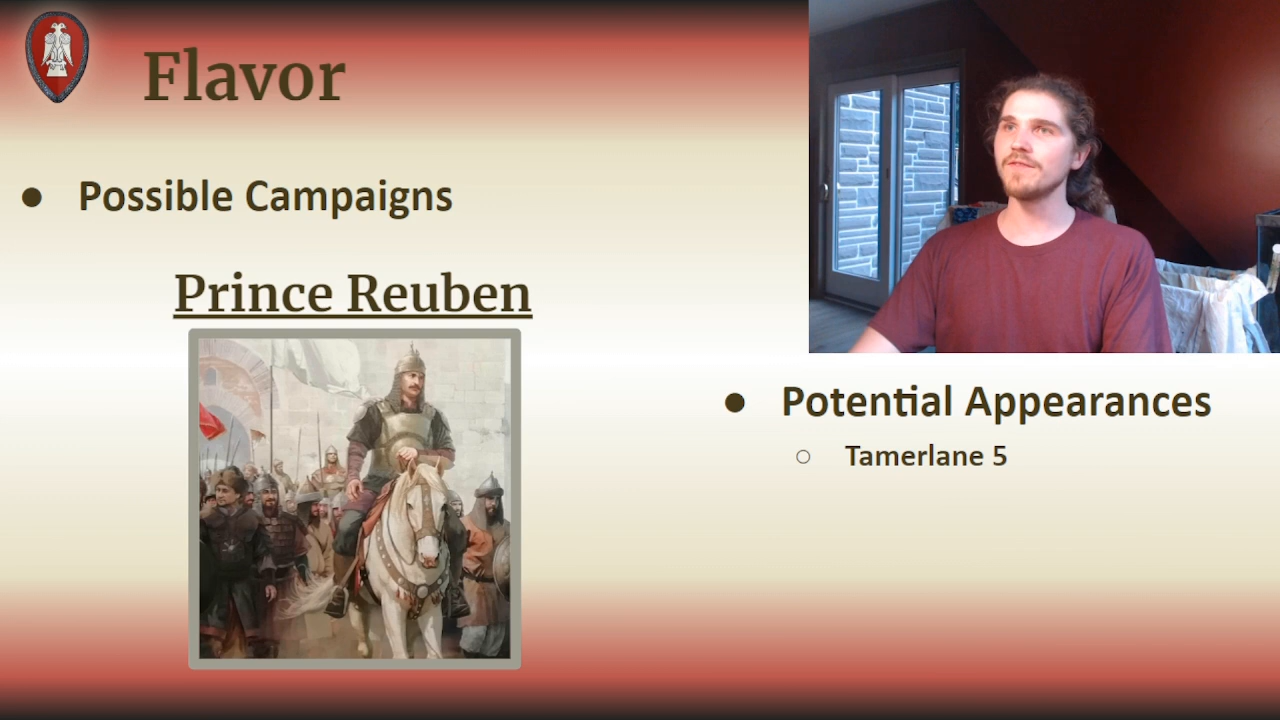 Flavor
Possible Campaigns
Prince Reuben
Potential Appearances
Tamerlane 5